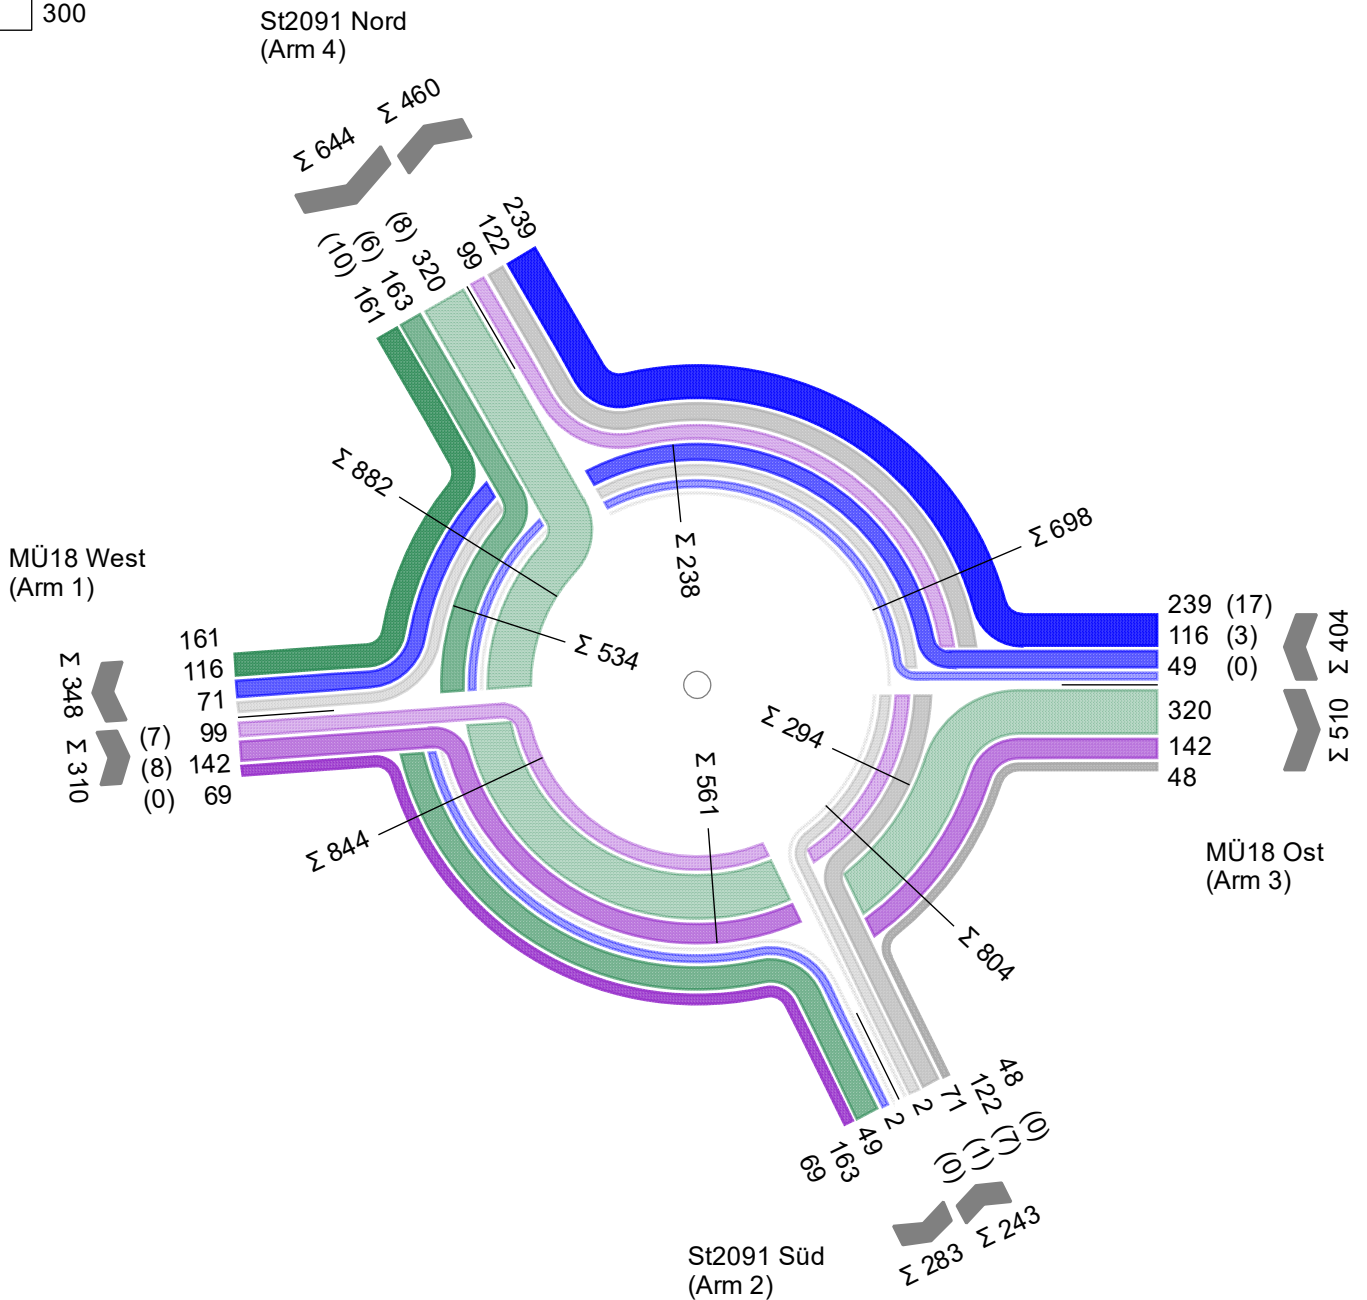 300
St2091 Nord
(Arm 4)
Σ 460
Σ 644
(10)
(6)
(8)
161
163
320
99
122
239
Σ 882
Σ 238
Σ 698
Σ 534
MÜ18 West
(Arm 1)
161
116
71
Σ 348
Σ 310
(7) 99
(8) 142
(0) 69
239 (17)
116 (3)
49 (0)
Σ 404
320
142
48
Σ 510
MÜ18 Ost
(Arm 3)
Σ 294
Σ 561
Σ 844
Σ 804
69
163
49
2
2
71
122
48
(0)
(1)
(7)
(0)
Σ 283
Σ 243
St2091 Süd
(Arm 2)